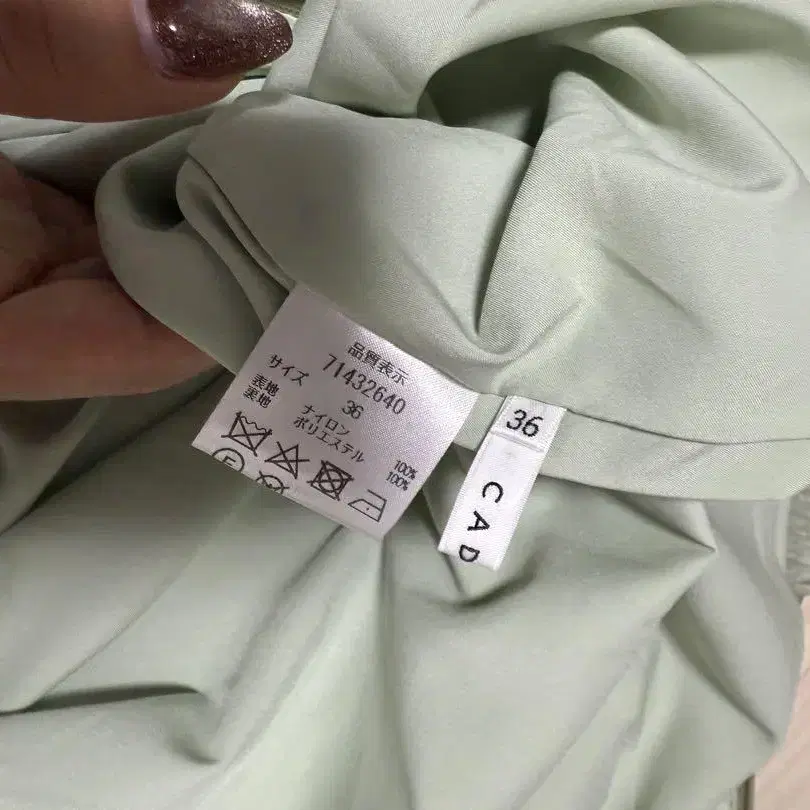 品質表示
71432640
サイズ 36
表地 ナイロン 100%
裏地 ポリエステル 100%
F
36
CAD